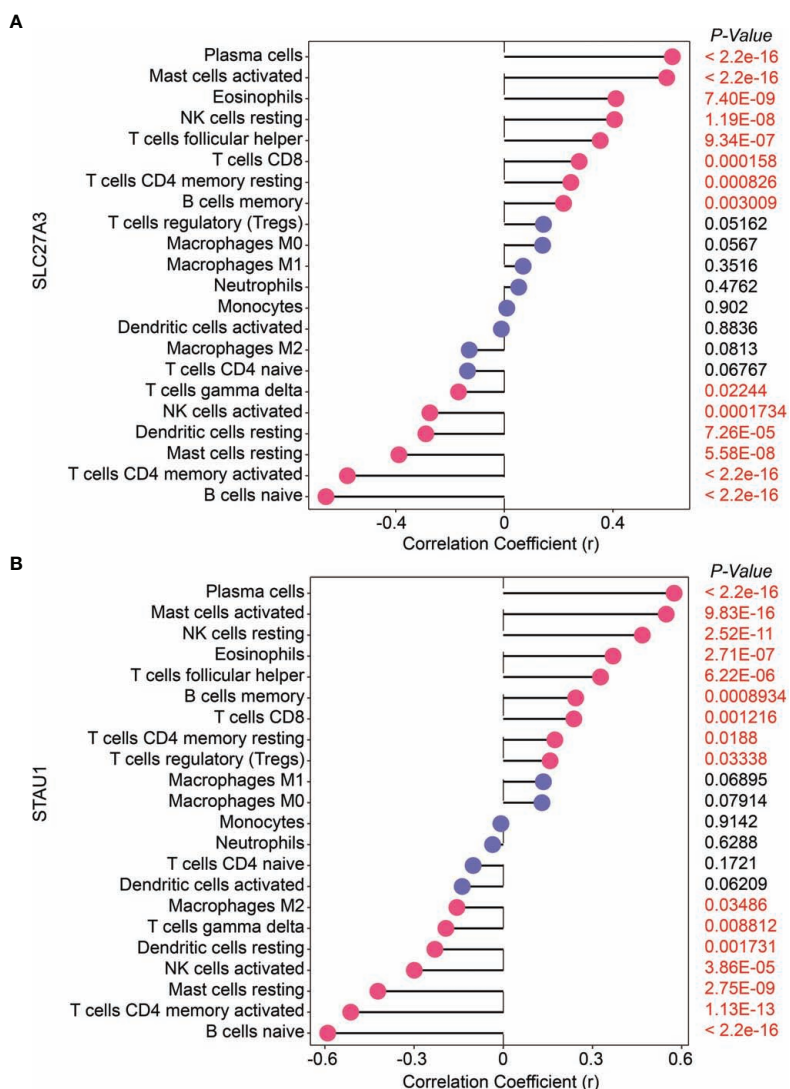 A
P-Value
Plasma cells < 2.2e-16
Mast cells activated < 2.2e-16
Eosinophils 7.40E-09
NK cells resting 1.19E-08
T cells follicular helper 9.34E-07
T cells CD8 0.000158
T cells CD4 memory resting 0.000826
B cells memory 0.003009
T cells regulatory (Tregs) 0.05162
Macrophages M0 0.0567
Macrophages M1 0.3516
Neutrophils 0.4762
Monocytes 0.902
Dendritic cells activated 0.8836
Macrophages M2 0.0813
T cells CD4 naive 0.06767
T cells gamma delta 0.02244
NK cells activated 0.0001734
Dendritic cells resting 7.26E-05
Mast cells resting 5.58E-08
T cells CD4 memory activated < 2.2e-16
B cells naive < 2.2e-16
SLC27A3
-0.4 0 0.4
Correlation Coefficient (r)
B
P-Value
Plasma cells < 2.2e-16
Mast cells activated 9.83E-16
NK cells resting 2.52E-11
Eosinophils 2.71E-07
T cells follicular helper 6.22E-06
B cells memory 0.0008934
T cells CD8 0.001216
T cells CD4 memory resting 0.0188
T cells regulatory (Tregs) 0.03338
Macrophages M1 0.06895
Macrophages M0 0.07914
Monocytes 0.9142
Neutrophils 0.6288
T cells CD4 naive 0.1721
Dendritic cells activated 0.06209
Macrophages M2 0.03486
T cells gamma delta 0.008812
Dendritic cells resting 0.001731
NK cells activated 3.86E-05
Mast cells resting 2.75E-09
T cells CD4 memory activated 1.13E-13
B cells naive < 2.2e-16
STAU1
-0.6 -0.3 0 0.3 0.6
Correlation Coefficient (r)